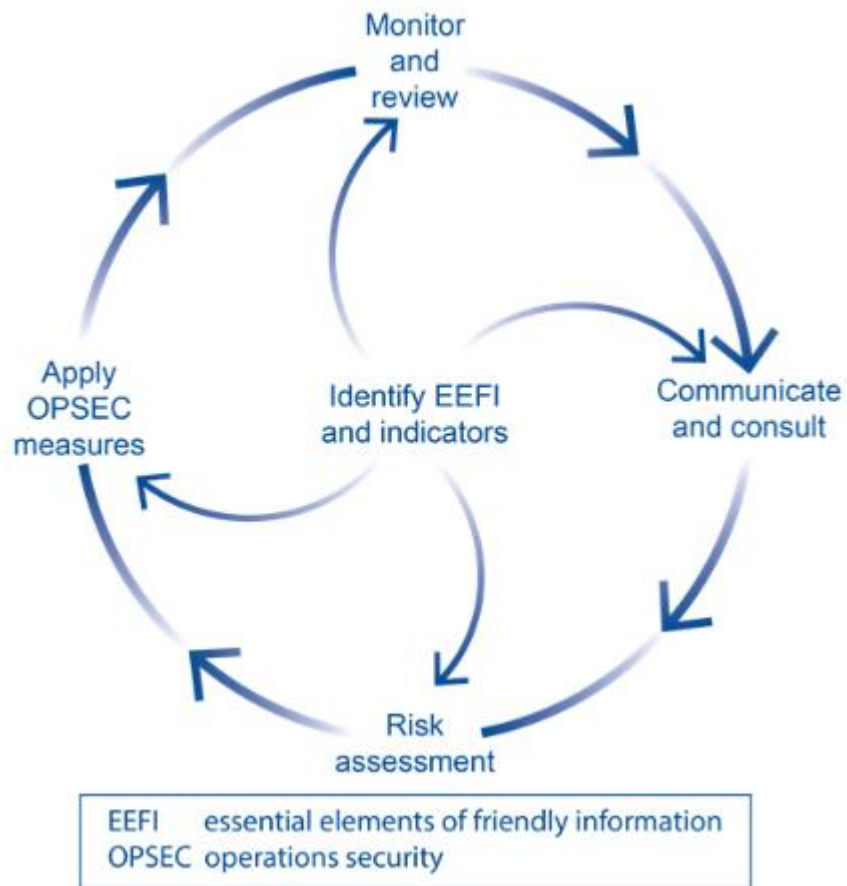 Monitor
and
review
Communicate
and consult
Risk
assessment
Apply
OPSEC
measures
Identify EEFI
and indicators
EEFI essential elements of friendly information
OPSEC operations security